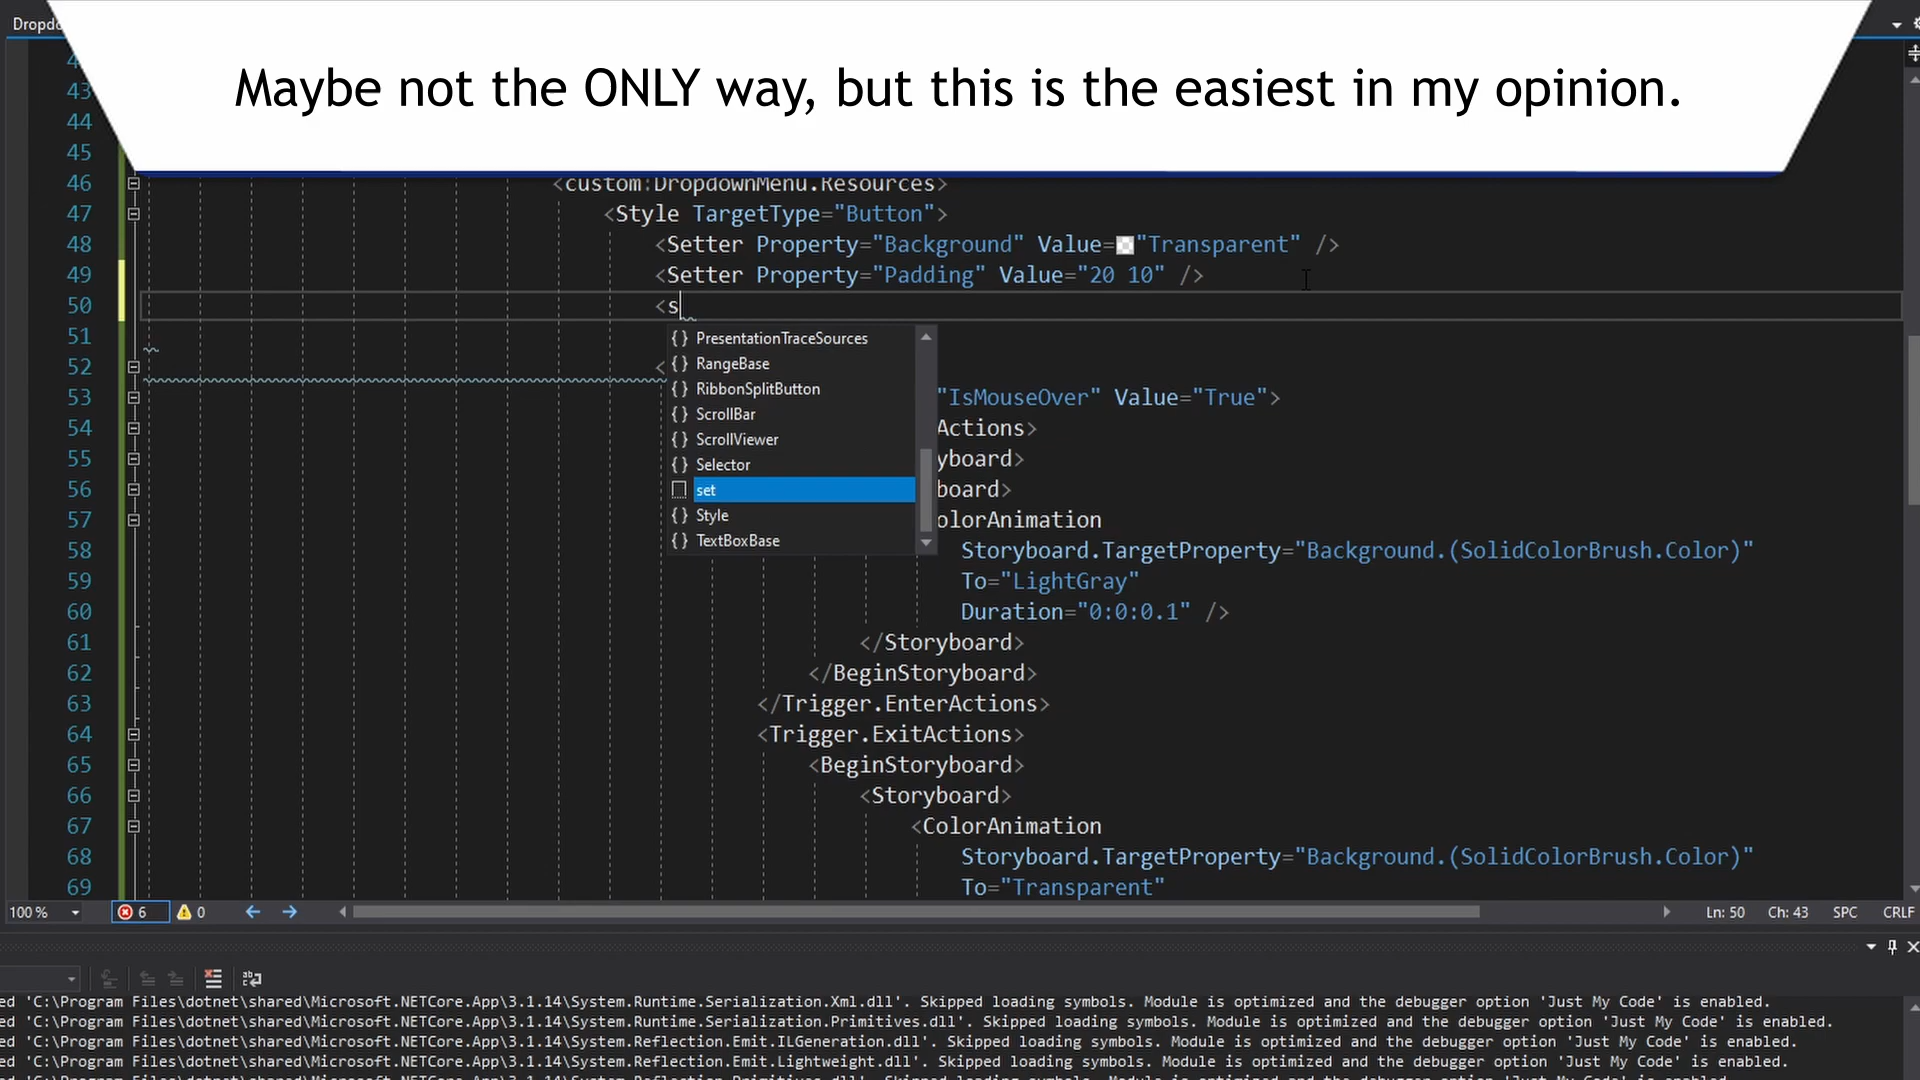 Maybe not the ONLY way, but this is the easiest in my opinion.
43
44
45
46 <custom:DropdownMenu.Resources>
47 <Style TargetType="Button">
48 <Setter Property="Background" Value="Transparent" />
49 <Setter Property="Padding" Value="20 10" />
50 <s
51
PresentationTraceSources
RangeBase
RibbonSplitButton
ScrollBar
ScrollViewer
Selector
set
Style
TextBoxBase
52 <
53 "IsMouseOver" Value="True">
54 Actions>
55 yboard>
56 board>
57 olorAnimation
58 Storyboard.TargetProperty="Background.(SolidColorBrush.Color)"
59 To="LightGray"
60 Duration="0:0:0.1" />
61 </Storyboard>
62 </BeginStoryboard>
63 </Trigger.EnterActions>
64 <Trigger.ExitActions>
65 <BeginStoryboard>
66 <Storyboard>
67 <ColorAnimation
68 Storyboard.TargetProperty="Background.(SolidColorBrush.Color)"
69 To="Transparent"
100 % 6 0 Ln: 50 Ch: 43 SPC CRLF
ed 'C:\Program Files\dotnet\shared\Microsoft.NETCore.App\3.1.14\System.Runtime.Serialization.Xml.dll'. Skipped loading symbols. Module is optimized and the debugger option 'Just My Code' is enabled.
ed 'C:\Program Files\dotnet\shared\Microsoft.NETCore.App\3.1.14\System.Runtime.Serialization.Primitives.dll'. Skipped loading symbols. Module is optimized and the debugger option 'Just My Code' is enabled.
ed 'C:\Program Files\dotnet\shared\Microsoft.NETCore.App\3.1.14\System.Reflection.Emit.ILGeneration.dll'. Skipped loading symbols. Module is optimized and the debugger option 'Just My Code' is enabled.
ed 'C:\Program Files\dotnet\shared\Microsoft.NETCore.App\3.1.14\System.Reflection.Emit.Lightweight.dll'. Skipped loading symbols. Module is optimized and the debugger option 'Just My Code' is enabled.